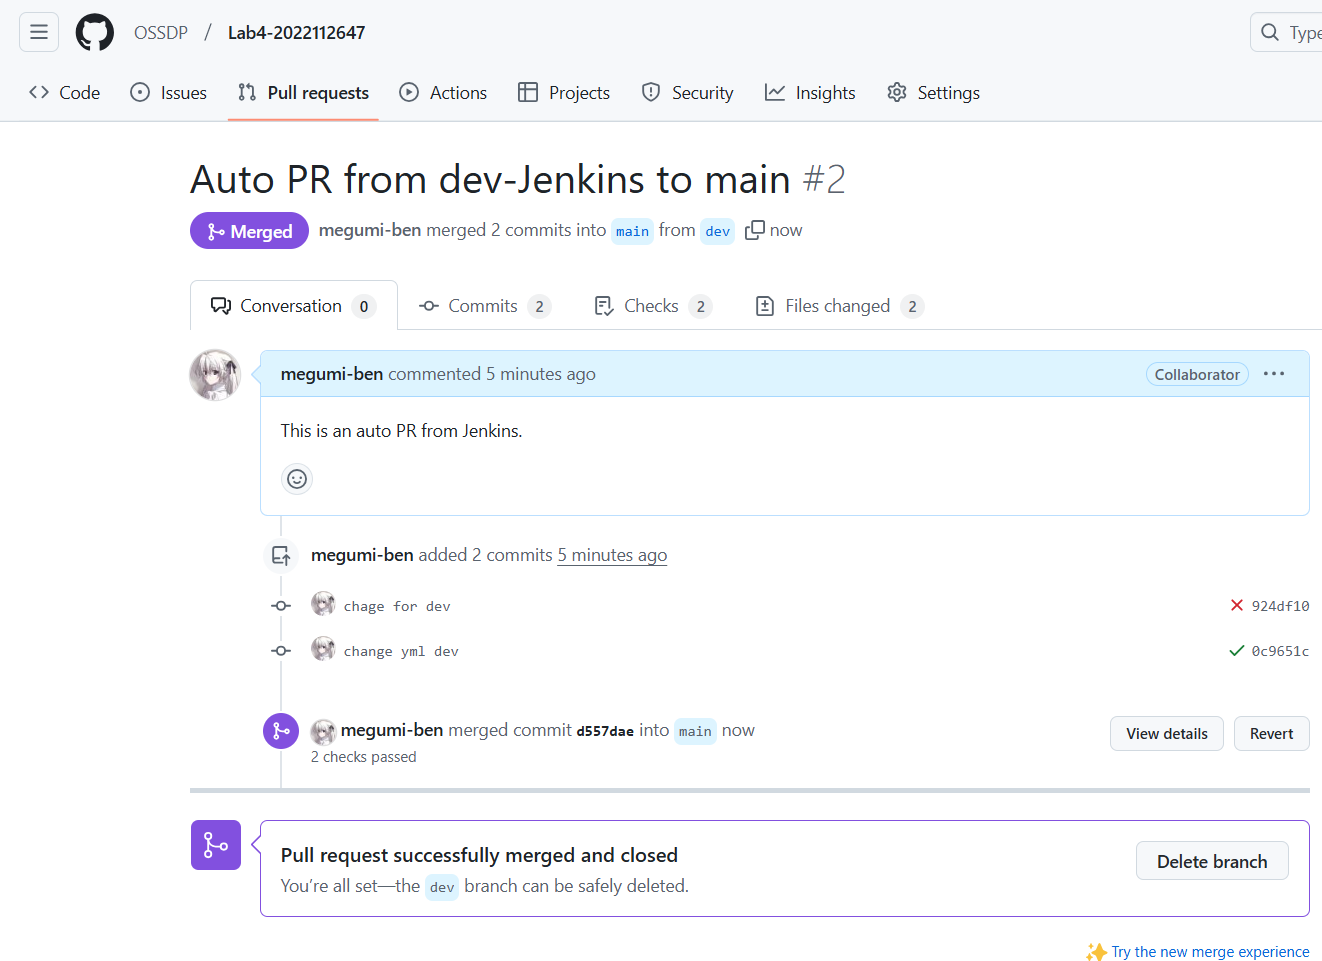 OSSDP / Lab4-2022112647
Type
Code Issues Pull requests Actions Projects Security Insights Settings
Auto PR from dev-Jenkins to main #2
Merged megumi-ben merged 2 commits into main from dev now
Conversation 0 Commits 2 Checks 2 Files changed 2
megumi-ben commented 5 minutes ago Collaborator
This is an auto PR from Jenkins.
megumi-ben added 2 commits 5 minutes ago
chage for dev 924df10
change yml dev 0c9651c
megumi-ben merged commit d557dae into main now
View details Revert
2 checks passed
Pull request successfully merged and closed
Delete branch
You're all set—the dev branch can be safely deleted.
Try the new merge experience